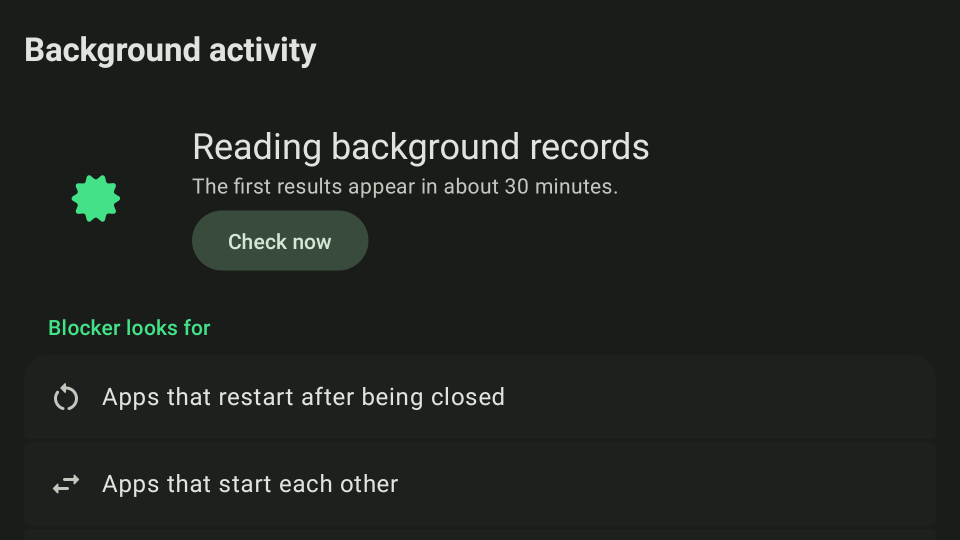 Background activity
Reading background records
The first results appear in about 30 minutes.
Check now
Blocker looks for
Apps that restart after being closed
Apps that start each other